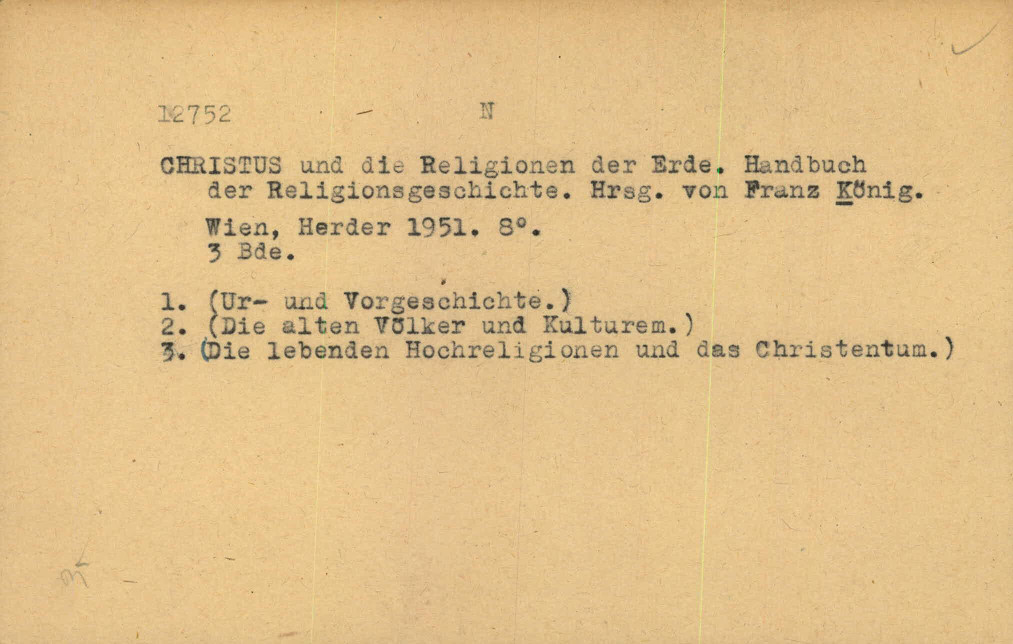 12752 N
CHRISTUS und die Religionen der Erde. Handbuch
der Religionsgeschichte. Hrsg. von Franz König.
Wien, Herder 1951. 8°.
3 Bde.
1. (Ur- und Vorgeschichte.)
2. (Die alten Völker und Kulturem.)
3. (Die lebenden Hochreligionen und das Christentum.)